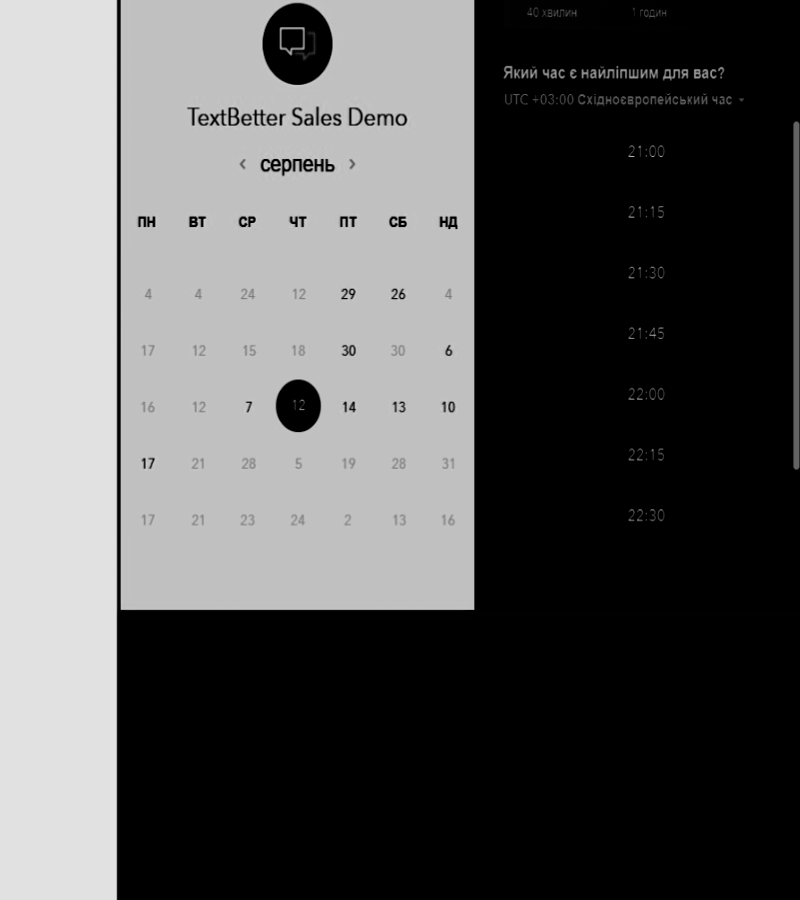 TextBetter Sales Demo
серпень
ПН ВТ СР ЧТ ПТ СБ НД
4 4 24 12 29 26 4
17 12 15 18 30 30 6
16 12 7 12 14 13 10
17 21 28 5 19 28 31
17 21 23 24 2 13 16
40 хвилин 1 годин
Який час є найліпшим для вас?
UTC +03:00 Східноєвропейський час
21:00
21:15
21:30
21:45
22:00
22:15
22:30